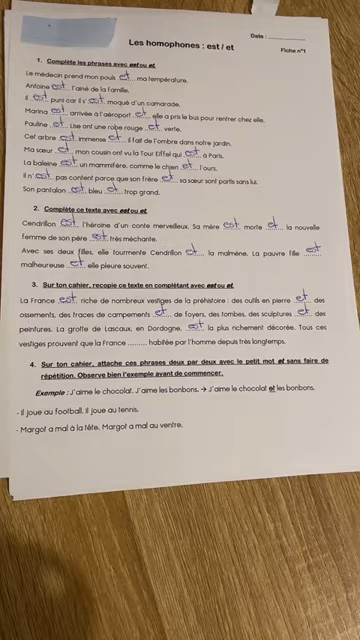 Date : ..................
Les homophones : est / et
Fiche n°1
1. Complète les phrases avec est ou et.
Le médecin prend mon pouls et ma température.
Antoine est l'aîné de la famille.
Il est puni car il s' est moqué d'un camarade.
Marina est arrivée à l'aéroport et elle a pris le bus pour rentrer chez elle.
Pauline et Lise ont une robe rouge et verte.
Cet arbre est immense et il fait de l'ombre dans notre jardin.
Ma sœur et mon cousin ont vu la Tour Eiffel qui est à Paris.
La baleine est un mammifère, comme le chien et l'ours.
Il n' est pas content parce que son frère et sa sœur sont partis sans lui.
Son pantalon est bleu et trop grand.
2. Complète ce texte avec est ou et.
Cendrillon est l'héroïne d'un conte merveilleux. Sa mère est morte et la nouvelle
femme de son père est très méchante.
Avec ses deux filles, elle tourmente Cendrillon et la malmène. La pauvre fille est
malheureuse et elle pleure souvent.
3. Sur ton cahier, recopie ce texte en complétant avec est ou et.
La France est riche de nombreux vestiges de la préhistoire : des outils en pierre et des
ossements, des traces de campements et de foyers, des tombes, des sculptures et des
peintures. La grotte de Lascaux, en Dordogne, est la plus richement décorée. Tous ces
vestiges prouvent que la France .......... habitée par l'homme depuis très longtemps.
4. Sur ton cahier, attache ces phrases deux par deux avec le petit mot et sans faire de
répétition. Observe bien l'exemple avant de commencer.
Exemple : J'aime le chocolat. J'aime les bonbons. → J'aime le chocolat et les bonbons.
- Il joue au football. Il joue au tennis.
- Margot a mal à la tête. Margot a mal au ventre.